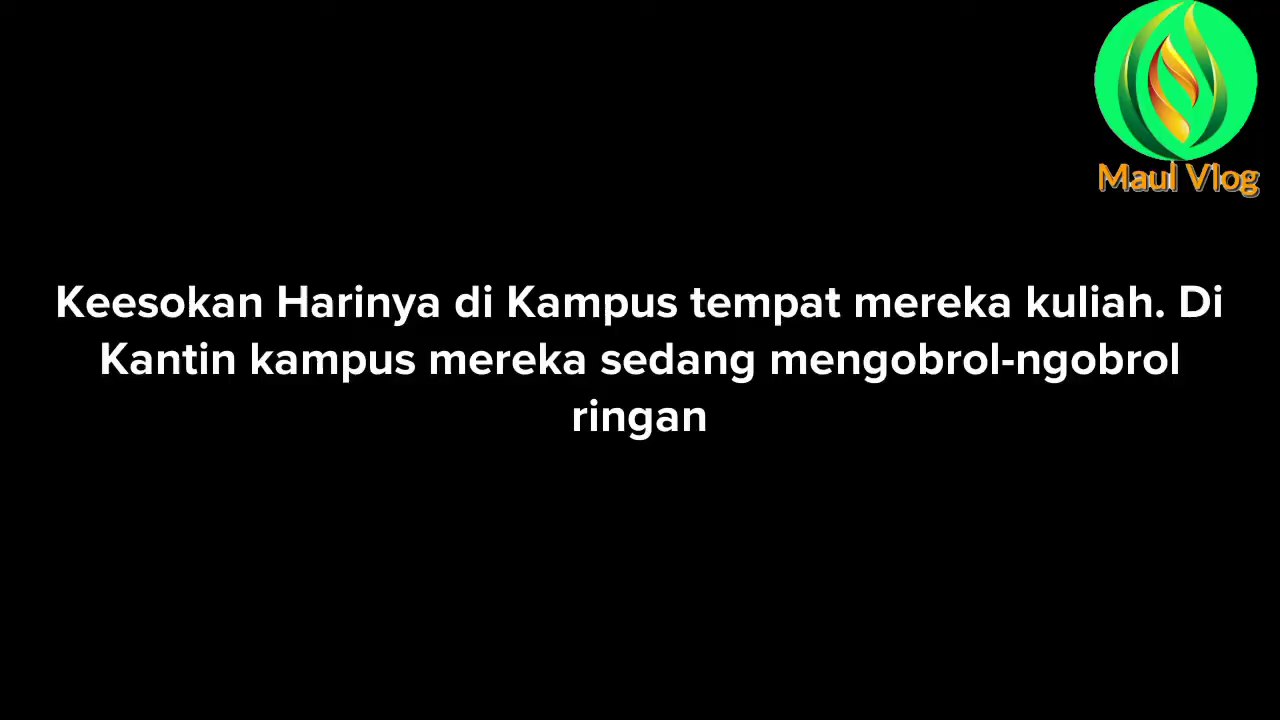 Maul Vlog
Keesokan Harinya di Kampus tempat mereka kuliah. Di
Kantin kampus mereka sedang mengobrol-ngobrol
ringan